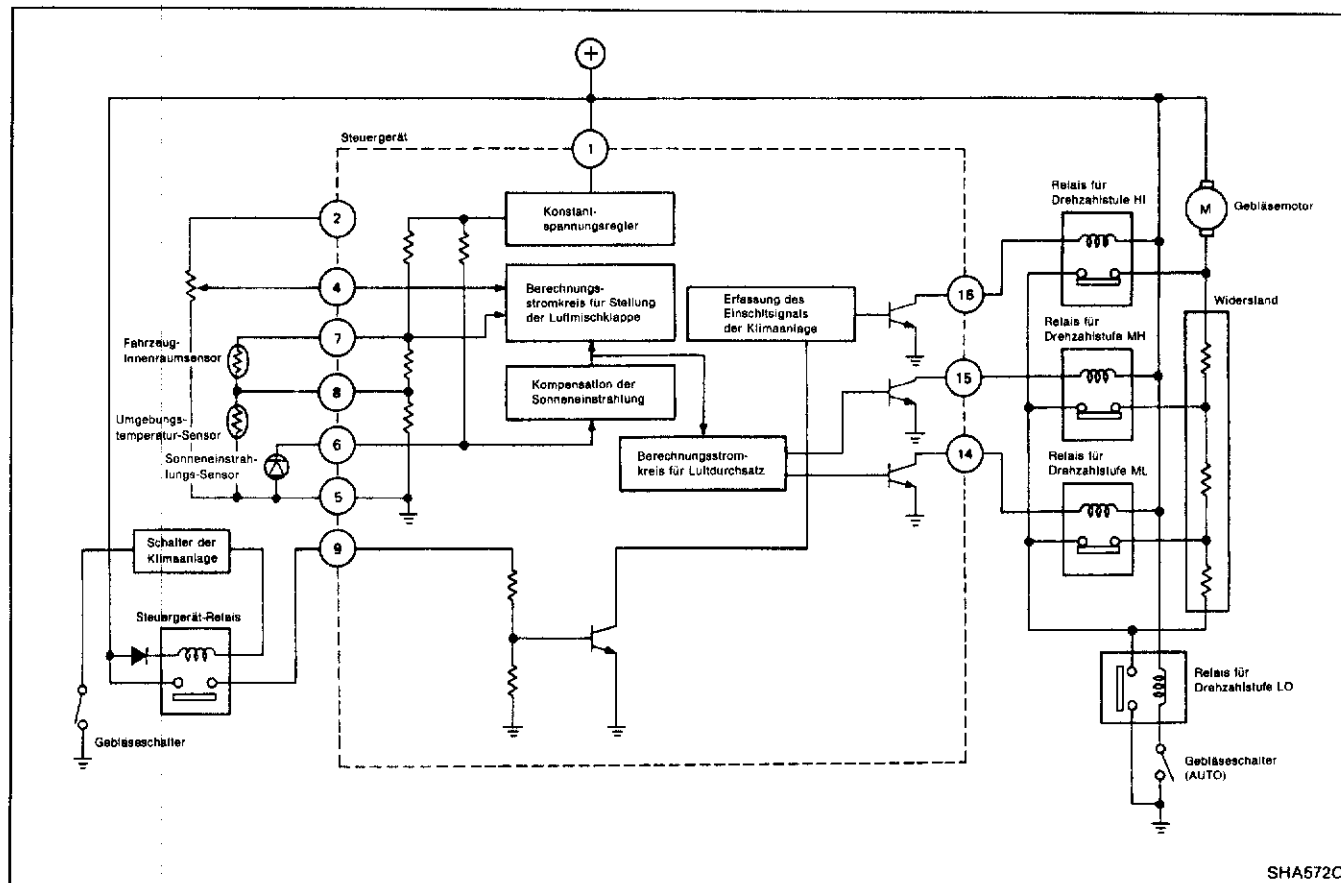 +
Steuergerät
1
2
4
7
8
6
5
9
Konstant-
spannungsregler
Berechnungs-
stromkreis für Stellung
der Luftmischklappe
Kompensation der
Sonneneinstrahlung
Erfassung des
Einschltsignals
der Klimaanlage
Berechnungsstrom-
kreis für Luftdurchsatz
16
15
14
Fahrzeug-
Innenraumsensor
Umgebungs-
temperatur-Sensor
Sonneneinstrah-
lungs-Sensor
Schalter der
Klimaanlage
Steuergerät-Relais
Gebläseschalter
Relais für
Drehzahlstufe HI
M
Gebläsemotor
Widerstand
Relais für
Drehzahlstufe MH
Relais für
Drehzahlstufe ML
Relais für
Drehzahlstufe LO
Gebläseschalter
(AUTO)
SHA572C